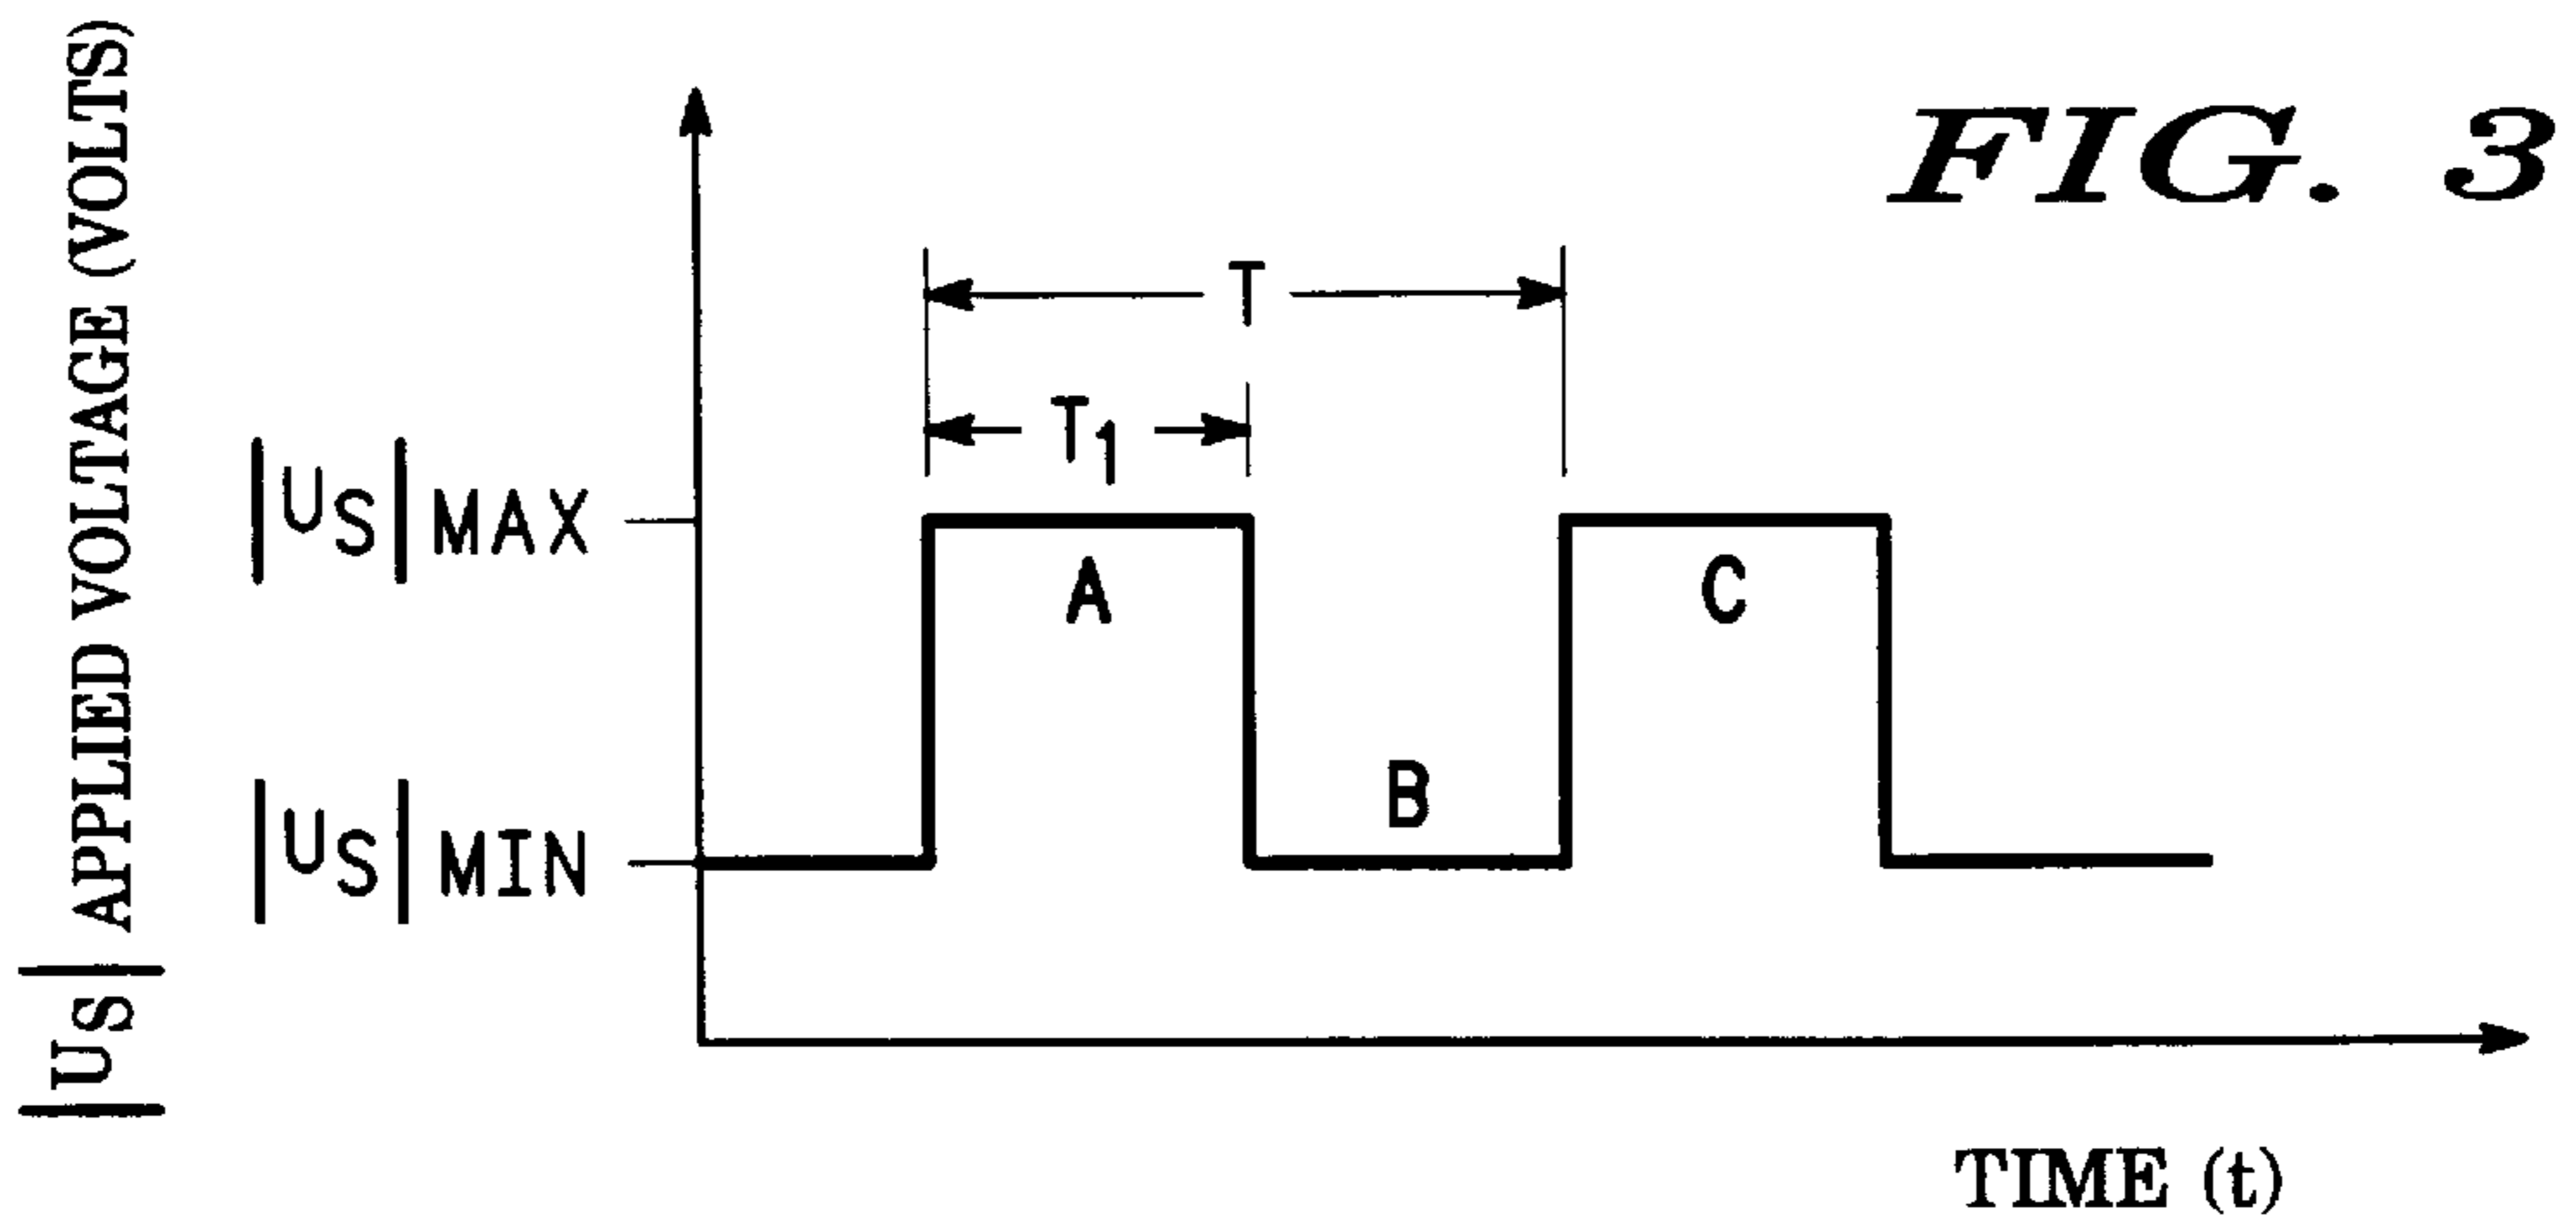 FIG. 3
|US| APPLIED VOLTAGE (VOLTS)
T
T1
|US| MAX
A
C
B
|US| MIN
TIME (t)